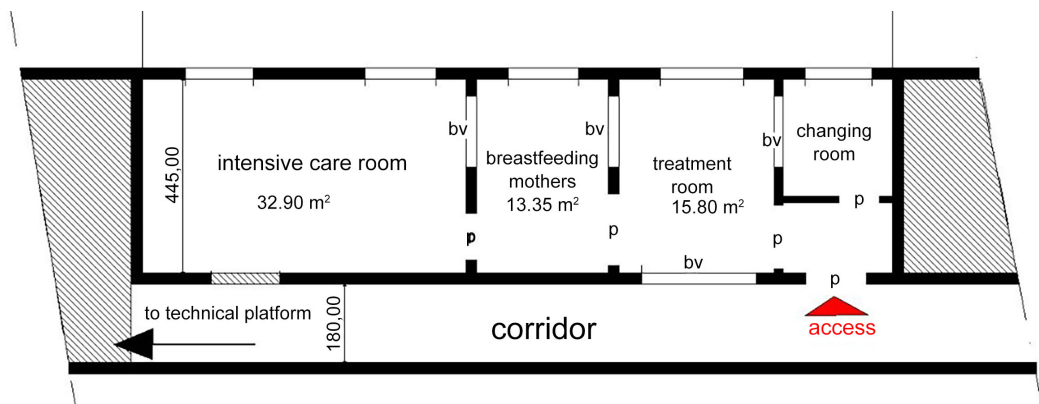 intensive care room
32.90 m²
445,00
bv
p
breastfeeding
mothers
13.35 m²
bv
p
treatment
room
15.80 m²
bv
bv
p
changing
room
p
p
access
to technical platform
180,00
corridor